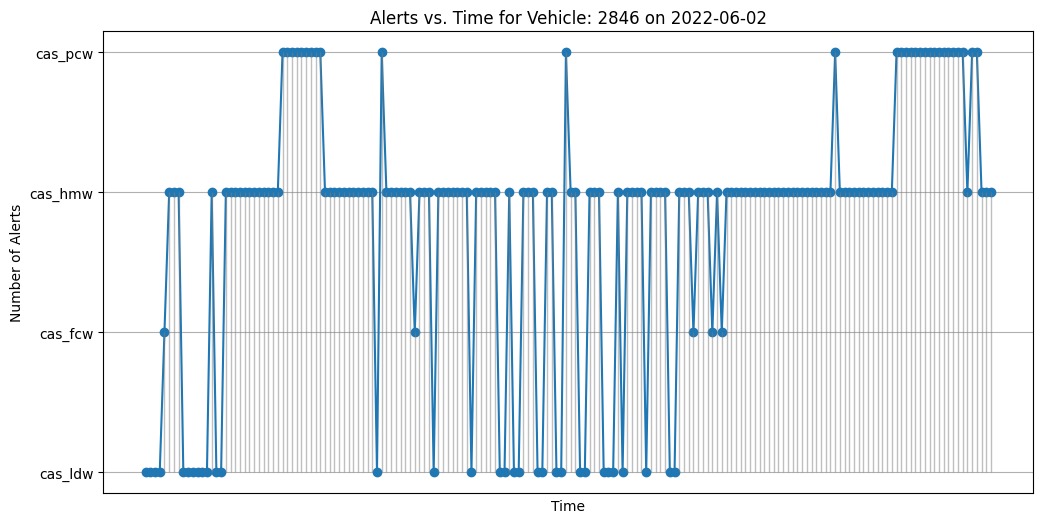 Alerts vs. Time for Vehicle: 2846 on 2022-06-02
cas_pcw
cas_hmw
cas_fcw
cas_ldw
Number of Alerts
Time